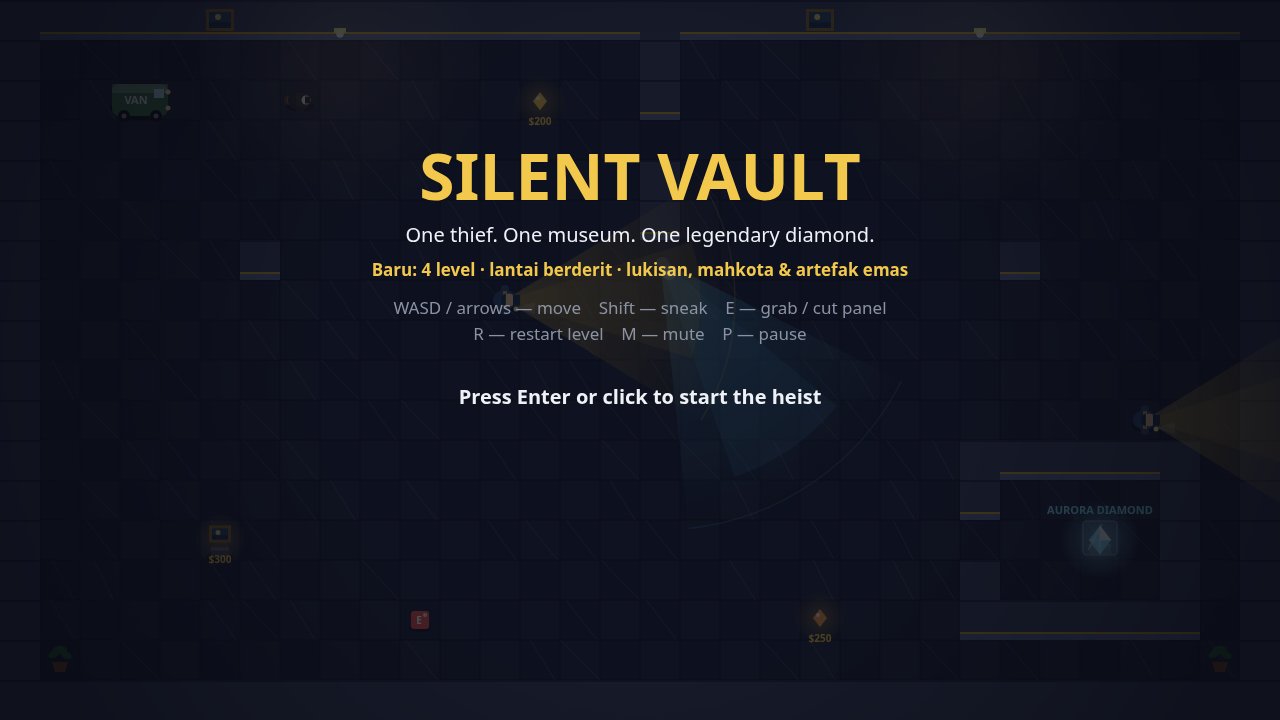 VAN
$200
SILENT VAULT
One thief. One museum. One legendary diamond.
Baru: 4 level · lantai berderit · lukisan, mahkota & artefak emas
WASD / arrows — move    Shift — sneak    E — grab / cut panel
R — restart level    M — mute    P — pause
Press Enter or click to start the heist
AURORA DIAMOND
$300
E
$250